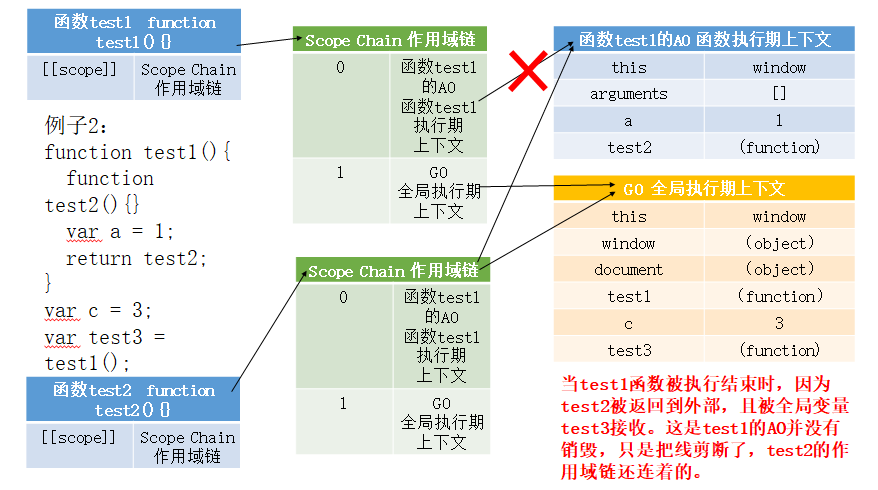 函数test1 function
test1(){}
[[scope]]
Scope Chain
作用域链
例子2：
function test1(){
function
test2(){}
var a = 1;
return test2;
}
var c = 3;
var test3 =
test1();
函数test2 function
test2(){}
[[scope]]
Scope Chain
作用域链
Scope Chain 作用域链
0
函数test1
的AO
函数test1
执行期
上下文
1
GO
全局执行期
上下文
Scope Chain 作用域链
0
函数test1
的AO
函数test1
执行期
上下文
1
GO
全局执行期
上下文
函数test1的AO 函数执行期上下文
this window
arguments []
a 1
test2 (function)
GO 全局执行期上下文
this window
window (object)
document (object)
test1 (function)
c 3
test3 (function)
当test1函数被执行结束时，因为
test2被返回到外部，且被全局变量
test3接收。这是test1的AO并没有
销毁，只是把线剪断了，test2的作
用域链还连着的。